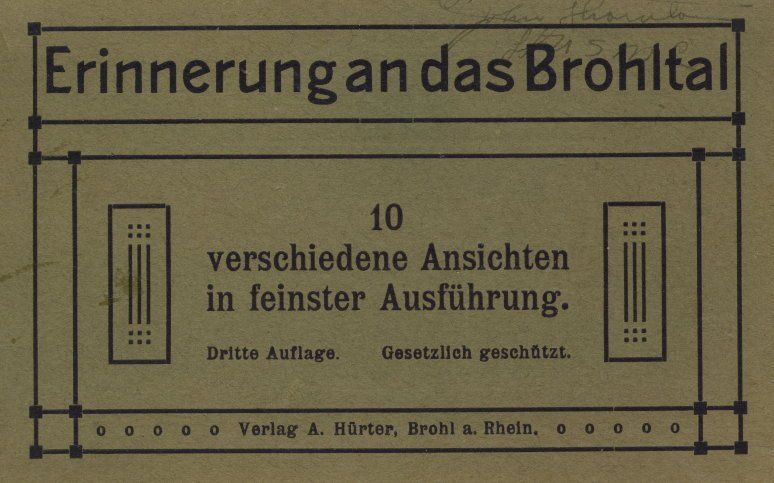 Erinnerung an das Brohltal
10
verschiedene Ansichten
in feinster Ausführung.
Dritte Auflage. Gesetzlich geschützt.
o o o o o Verlag A. Hürter, Brohl a. Rhein. o o o o o